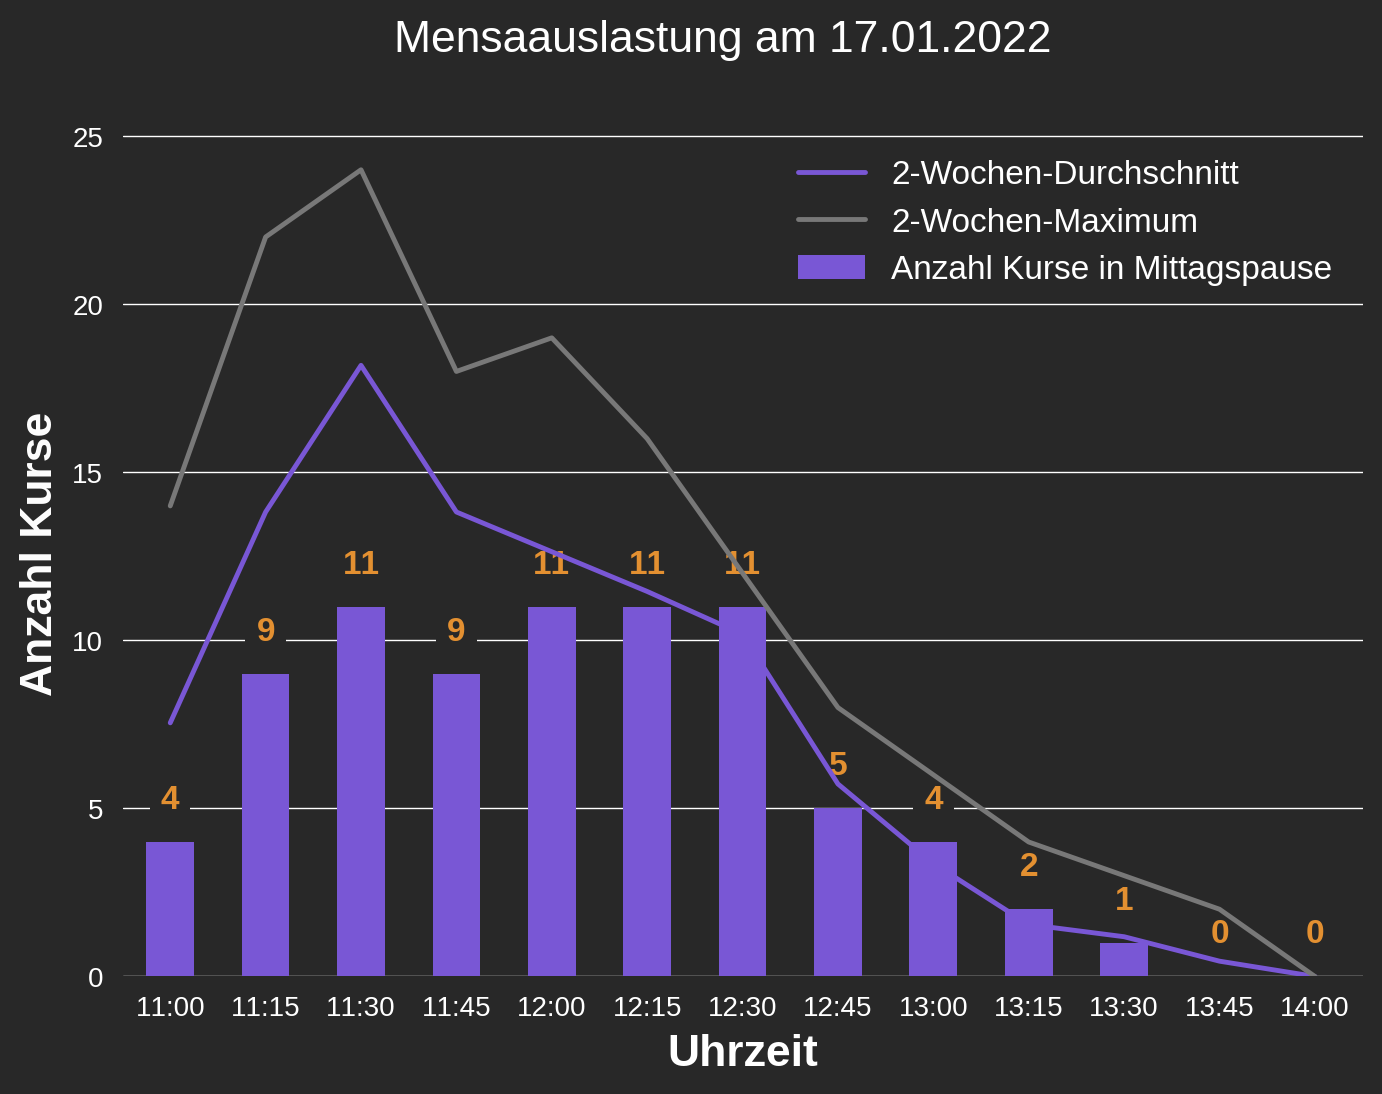 Mensaauslastung am 17.01.2022
2-Wochen-Durchschnitt
2-Wochen-Maximum
Anzahl Kurse in Mittagspause
Anzahl Kurse
25
20
15
10
5
0
4
9
11
9
11
11
11
5
4
2
1
0
0
11:00 11:15 11:30 11:45 12:00 12:15 12:30 12:45 13:00 13:15 13:30 13:45 14:00
Uhrzeit